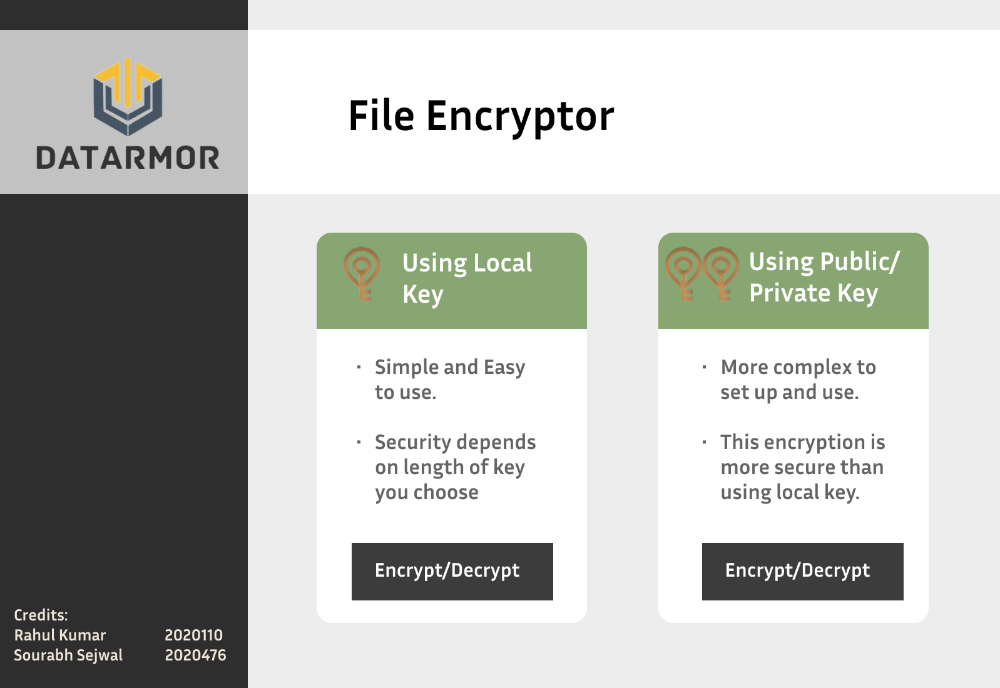 DATARMOR
File Encryptor
Using Local
Key
· Simple and Easy
to use.
· Security depends
on length of key
you choose
Encrypt/Decrypt
Using Public/
Private Key
· More complex to
set up and use.
· This encryption is
more secure than
using local key.
Encrypt/Decrypt
Credits:
Rahul Kumar 2020110
Sourabh Sejwal 2020476